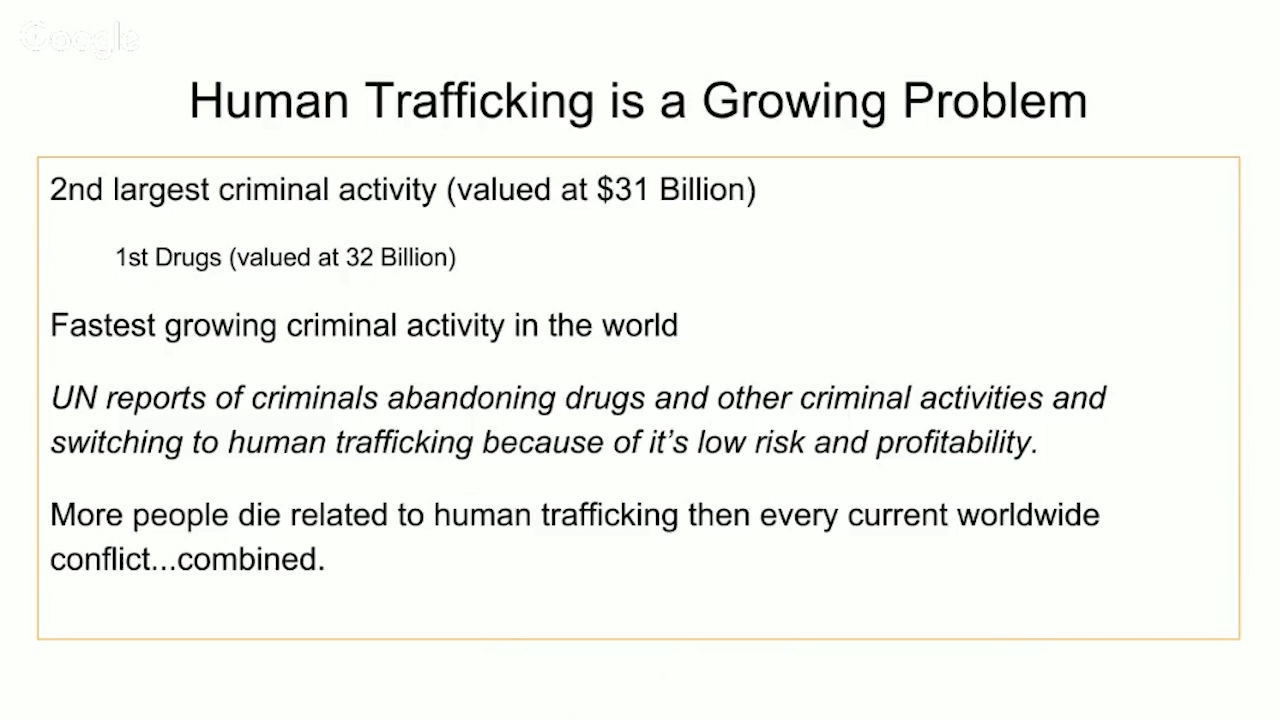 Google
Human Trafficking is a Growing Problem
2nd largest criminal activity (valued at $31 Billion)
1st Drugs (valued at 32 Billion)
Fastest growing criminal activity in the world
UN reports of criminals abandoning drugs and other criminal activities and
switching to human trafficking because of it’s low risk and profitability.
More people die related to human trafficking then every current worldwide
conflict...combined.